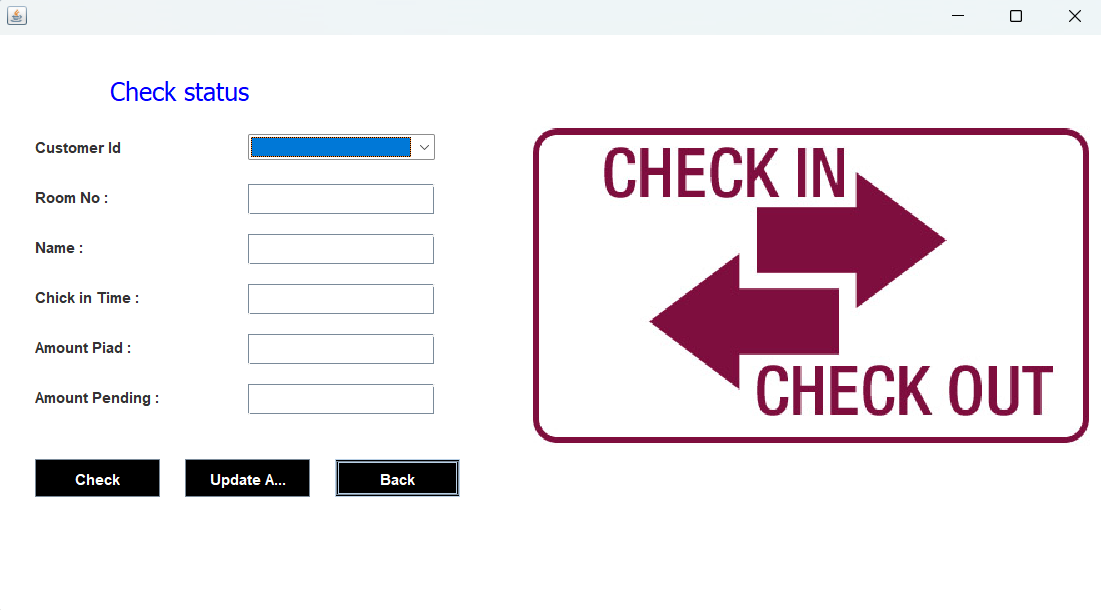 Check status
Customer Id
Room No :
Name :
Chick in Time :
Amount Piad :
Amount Pending :
Check
Update A...
Back
CHECK IN
CHECK OUT